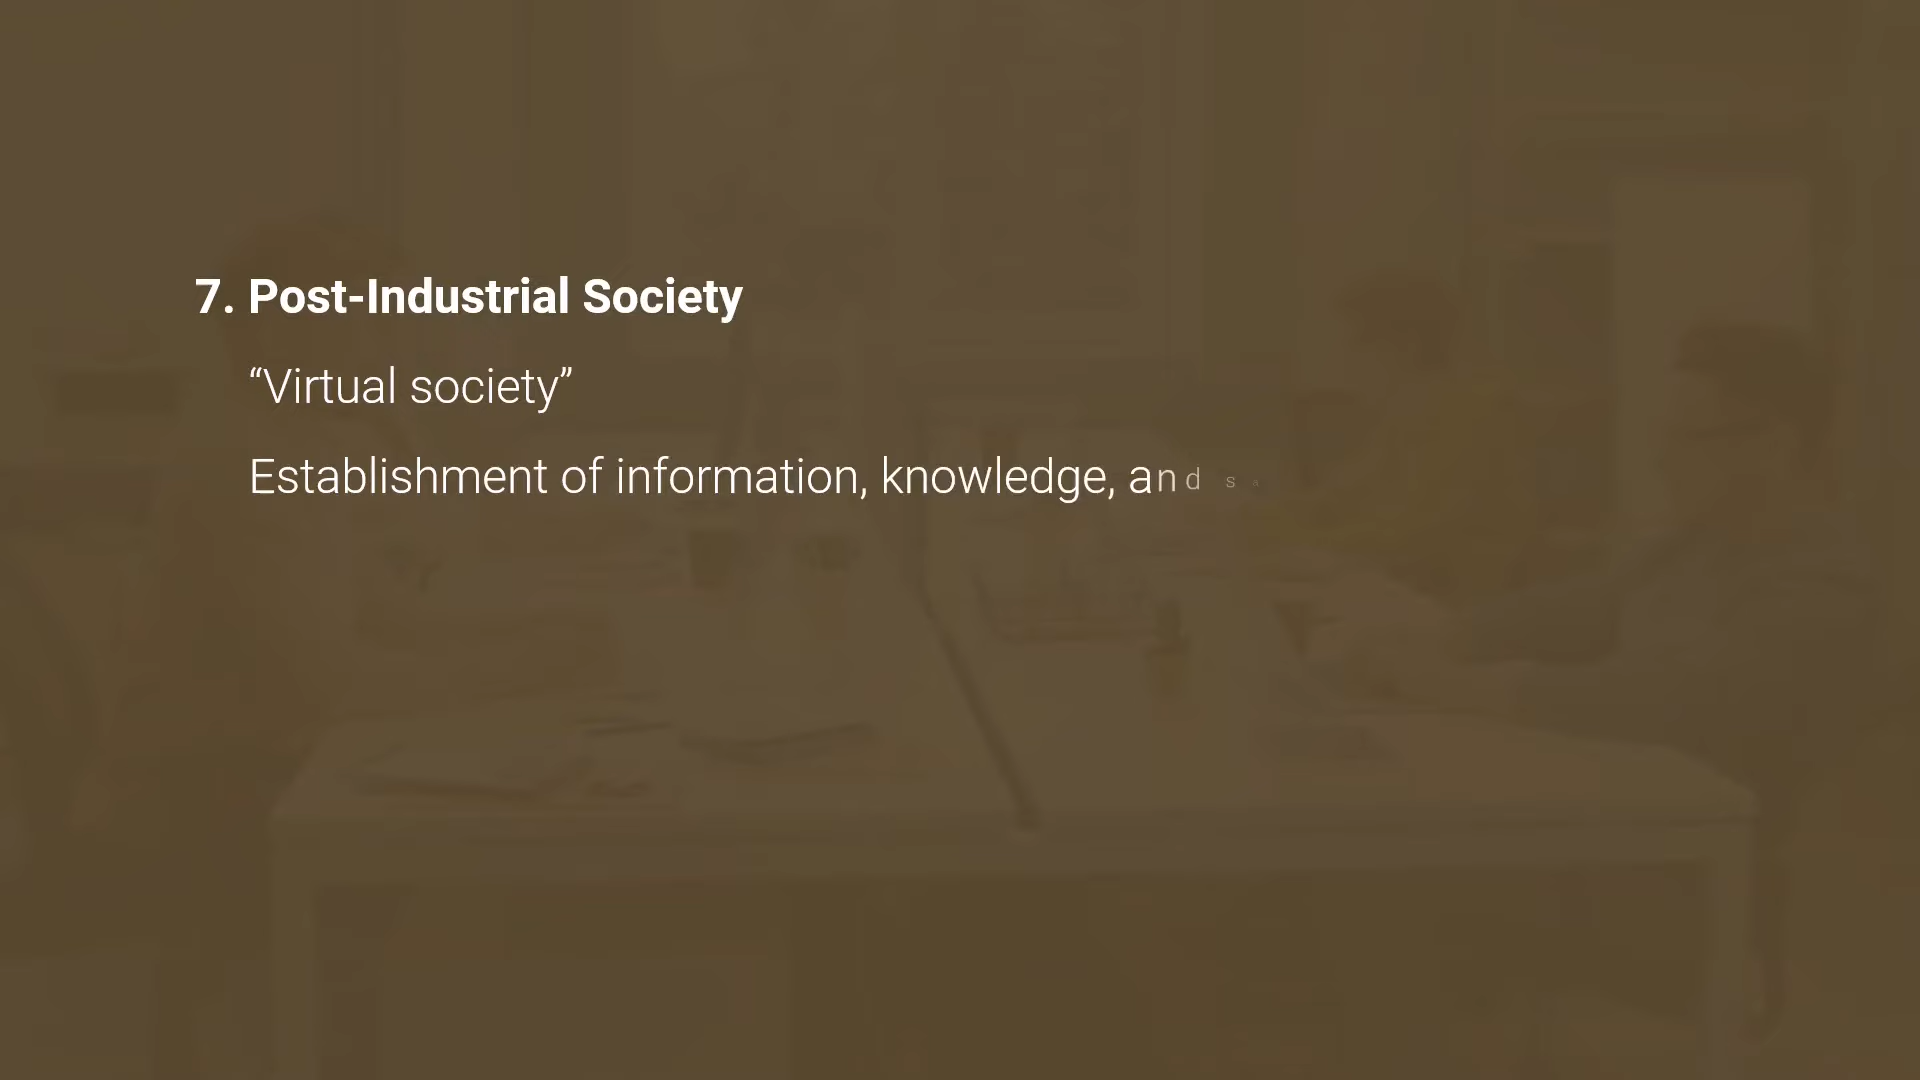 7. Post-Industrial Society
“Virtual society”
Establishment of information, knowledge, and